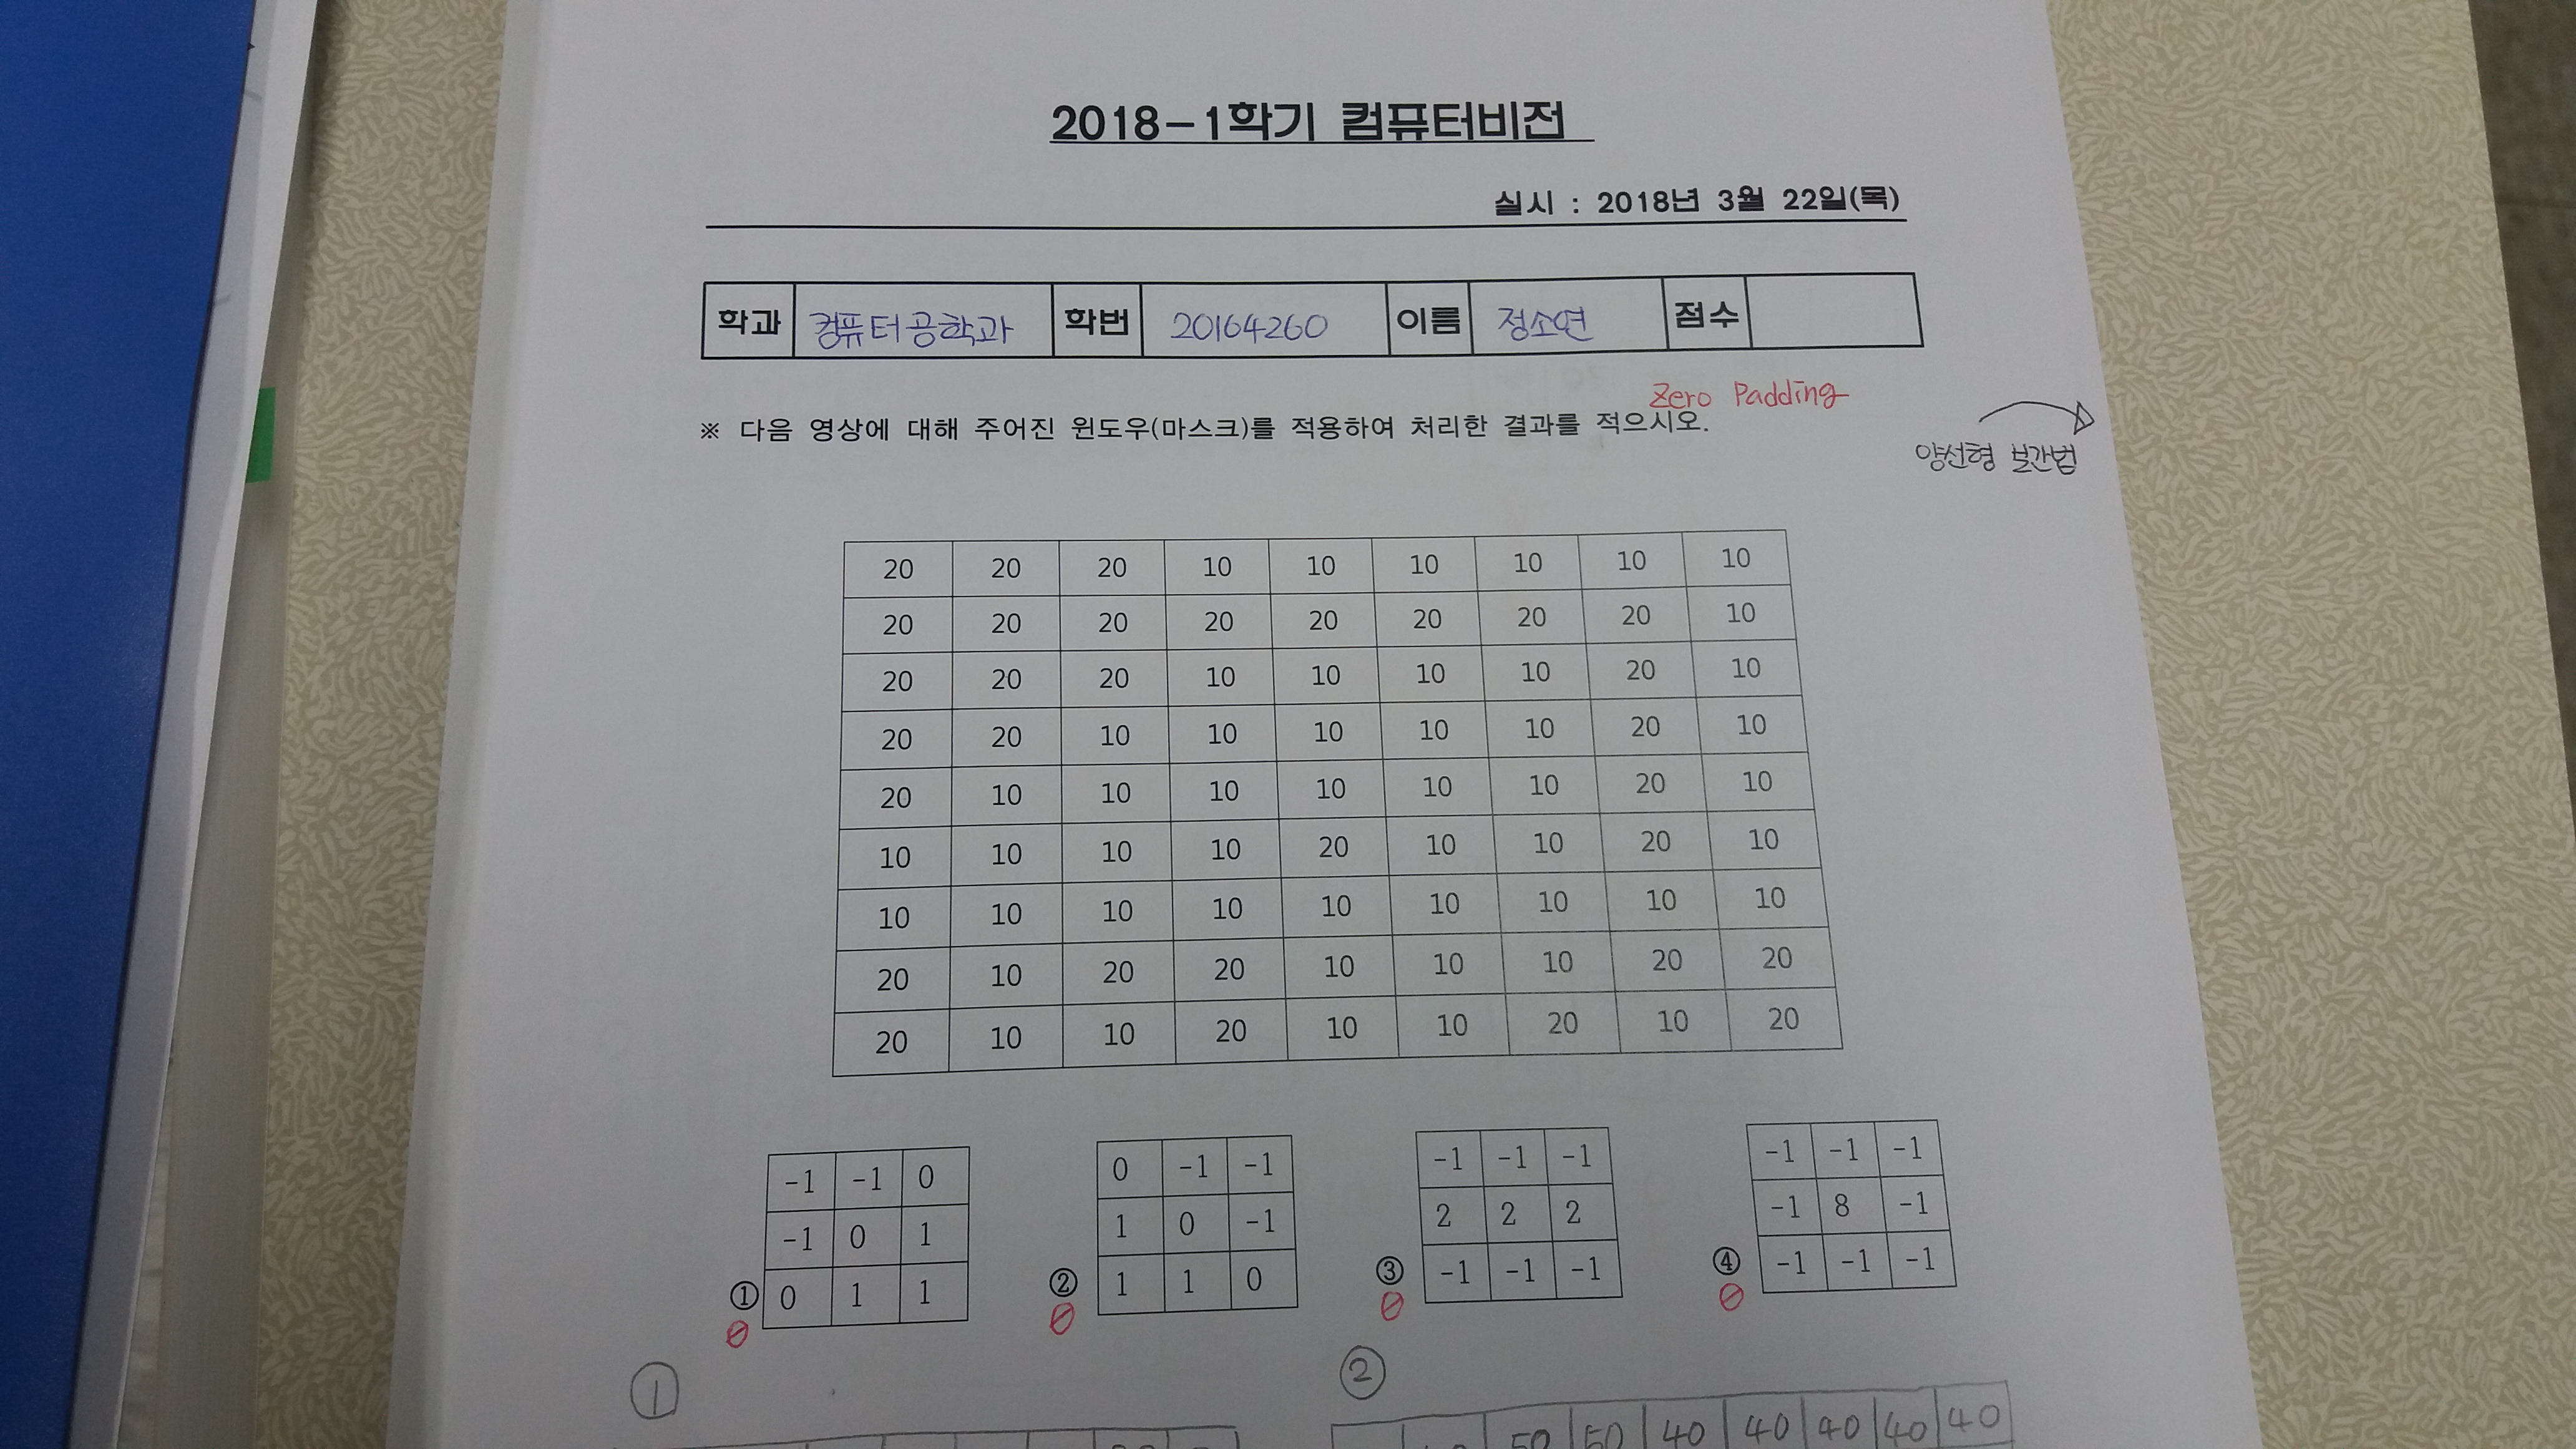 2018-1학기 컴퓨터비전
실시 : 2018년 3월 22일(목)
학과 컴퓨터공학과 학번 20164260 이름 정소연 점수
Zero Padding
※ 다음 영상에 대해 주어진 윈도우(마스크)를 적용하여 처리한 결과를 적으시오.
양선형 보간법
20 20 20 10 10 10 10 10 10
20 20 20 20 20 20 20 20 10
20 20 20 10 10 10 10 20 10
20 20 10 10 10 10 10 20 10
20 10 10 10 10 10 10 20 10
10 10 10 10 20 10 10 20 10
10 10 10 10 10 10 10 10 10
20 10 20 20 10 10 10 20 20
20 10 10 20 10 10 20 10 20
①
-1 -1 0
-1 0 1
0 1 1
②
0 -1 -1
1 0 -1
1 1 0
③
-1 -1 -1
2 2 2
-1 -1 -1
④
-1 -1 -1
-1 8 -1
-1 -1 -1
①
②
50 50 40 40 40 40 40